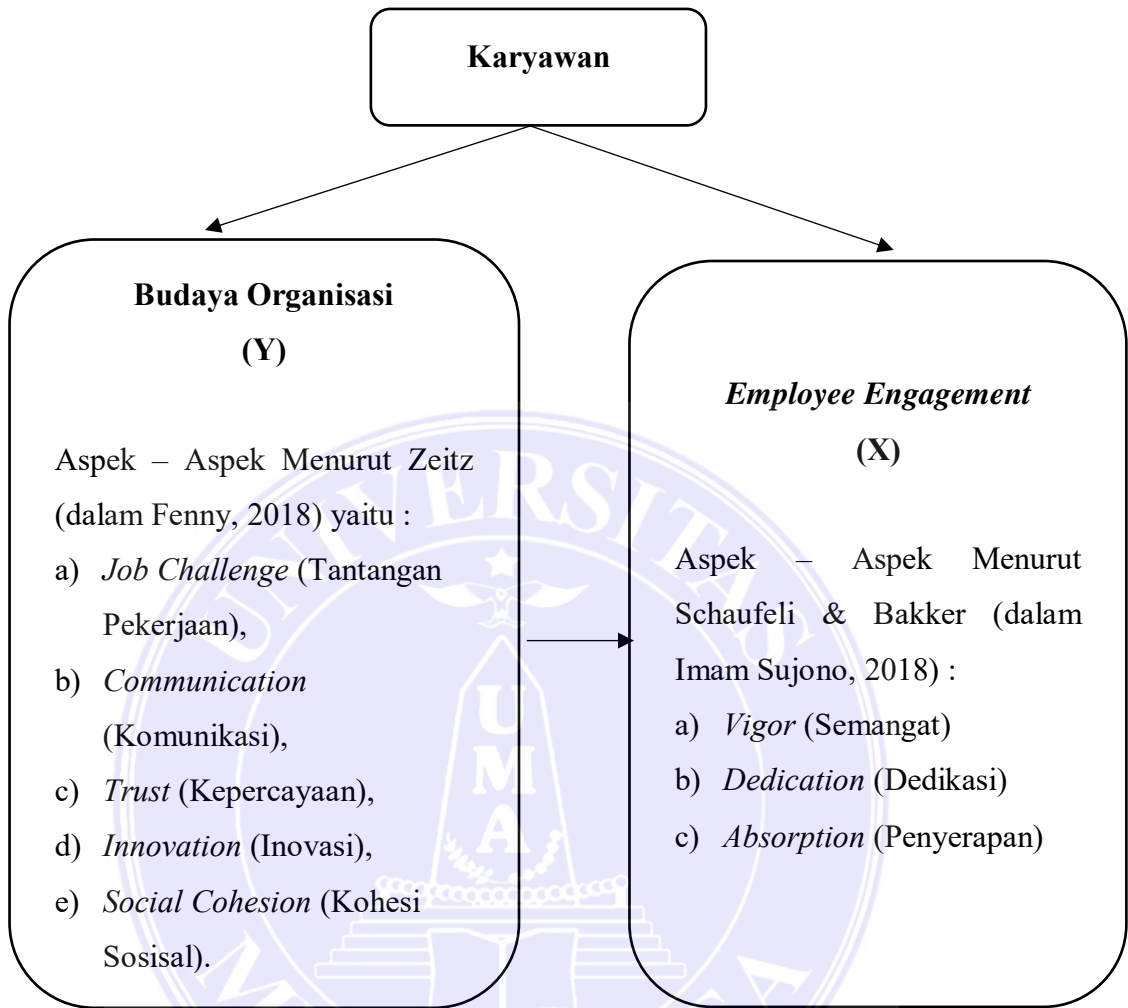 Karyawan
Budaya Organisasi
(Y)
Aspek – Aspek Menurut Zeitz
(dalam Fenny, 2018) yaitu :
a) Job Challenge (Tantangan
Pekerjaan),
b) Communication
(Komunikasi),
c) Trust (Kepercayaan),
d) Innovation (Inovasi),
e) Social Cohesion (Kohesi
Sosisal).
Employee Engagement
(X)
Aspek – Aspek Menurut
Schaufeli & Bakker (dalam
Imam Sujono, 2018) :
a) Vigor (Semangat)
b) Dedication (Dedikasi)
c) Absorption (Penyerapan)
UNIVERSITAS
UMA